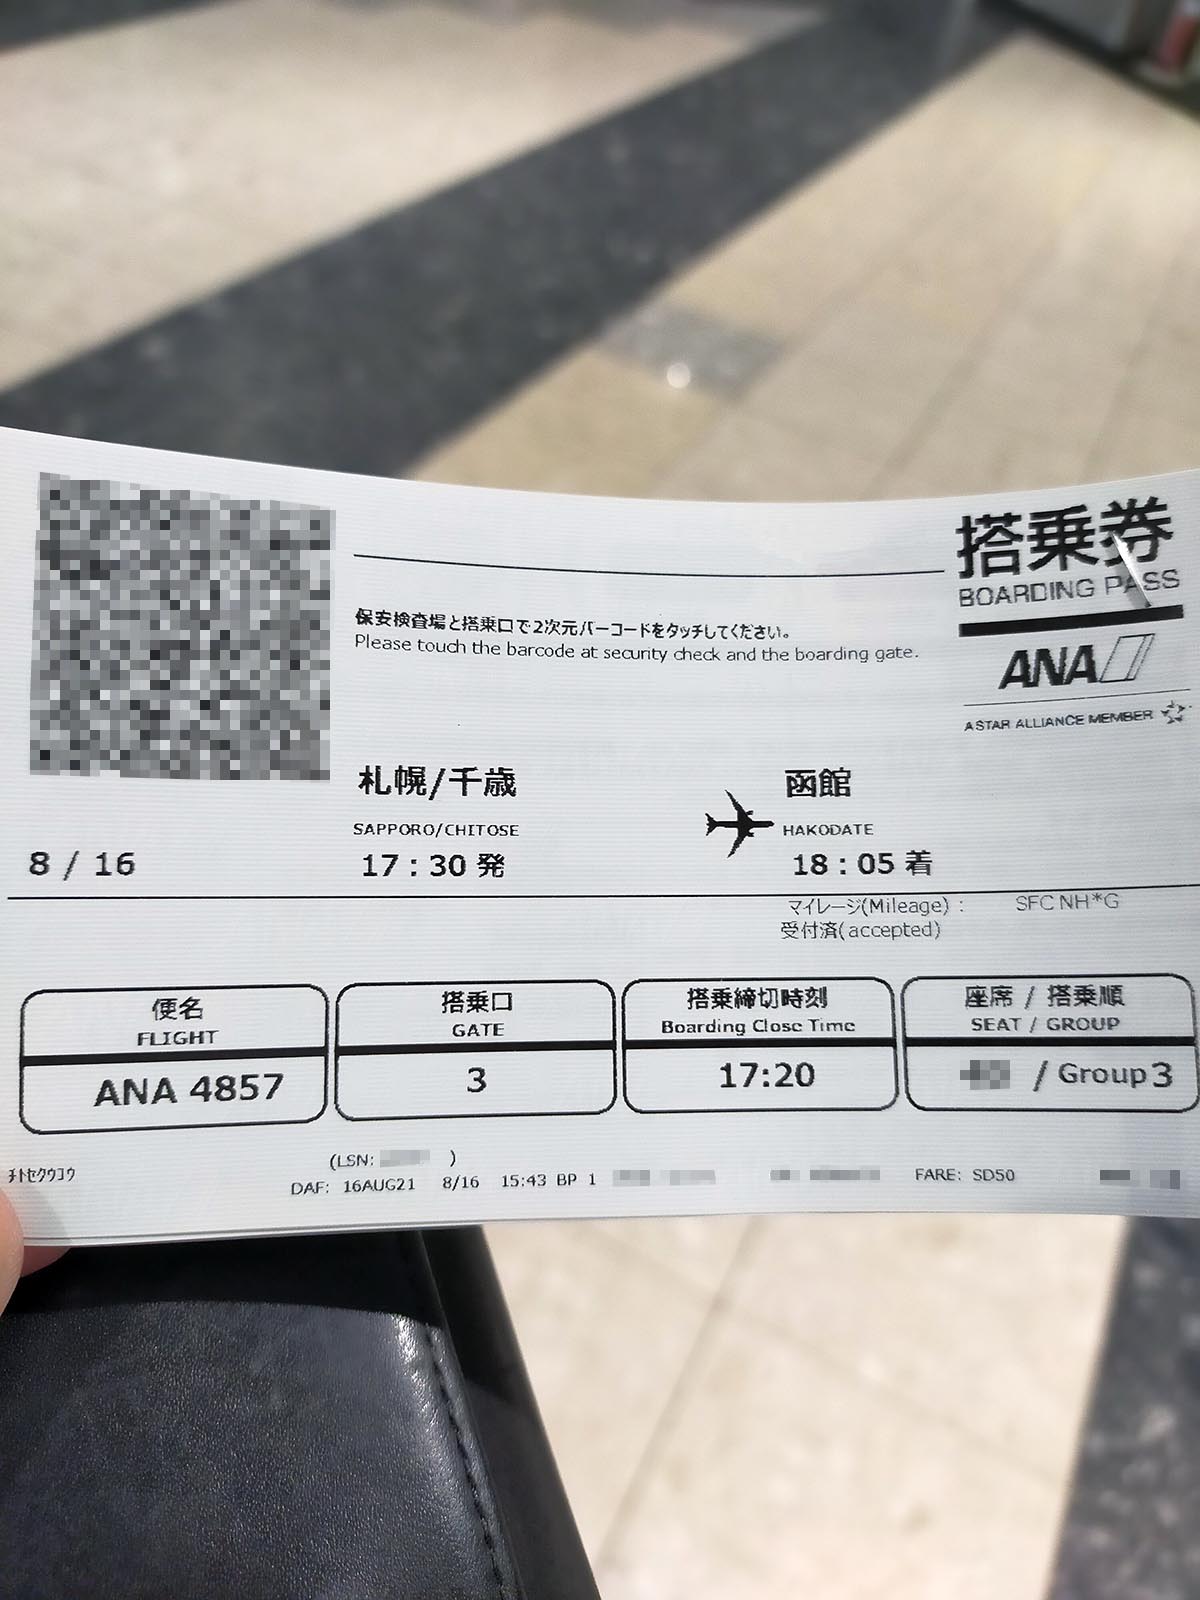 搭乗券
BOARDING PASS
保安検査場と搭乗口で2次元バーコードをタッチしてください。
Please touch the barcode at security check and the boarding gate.
ANA
A STAR ALLIANCE MEMBER
札幌/千歳 函館
SAPPORO/CHITOSE HAKODATE
8 / 16 17:30 発 18:05 着
マイレージ(Mileage) : SFC NH*G
受付済(accepted)
便名 搭乗口 搭乗締切時刻 座席 / 搭乗順
FLIGHT GATE Boarding Close Time SEAT / GROUP
ANA 4857 3 17:20 / Group 3
(LSN: )
ﾁﾄｾｸｳｺｳ DAF: 16AUG21 8/16 15:43 BP 1 FARE: SD50